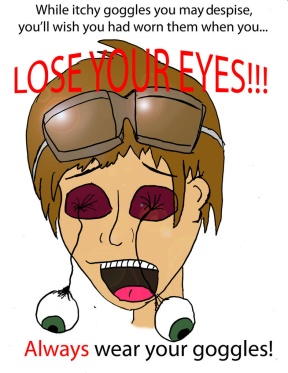 While itchy goggles you may despise,
you'll wish you had worn them when you...
LOSE YOUR EYES!!!
Always wear your goggles!